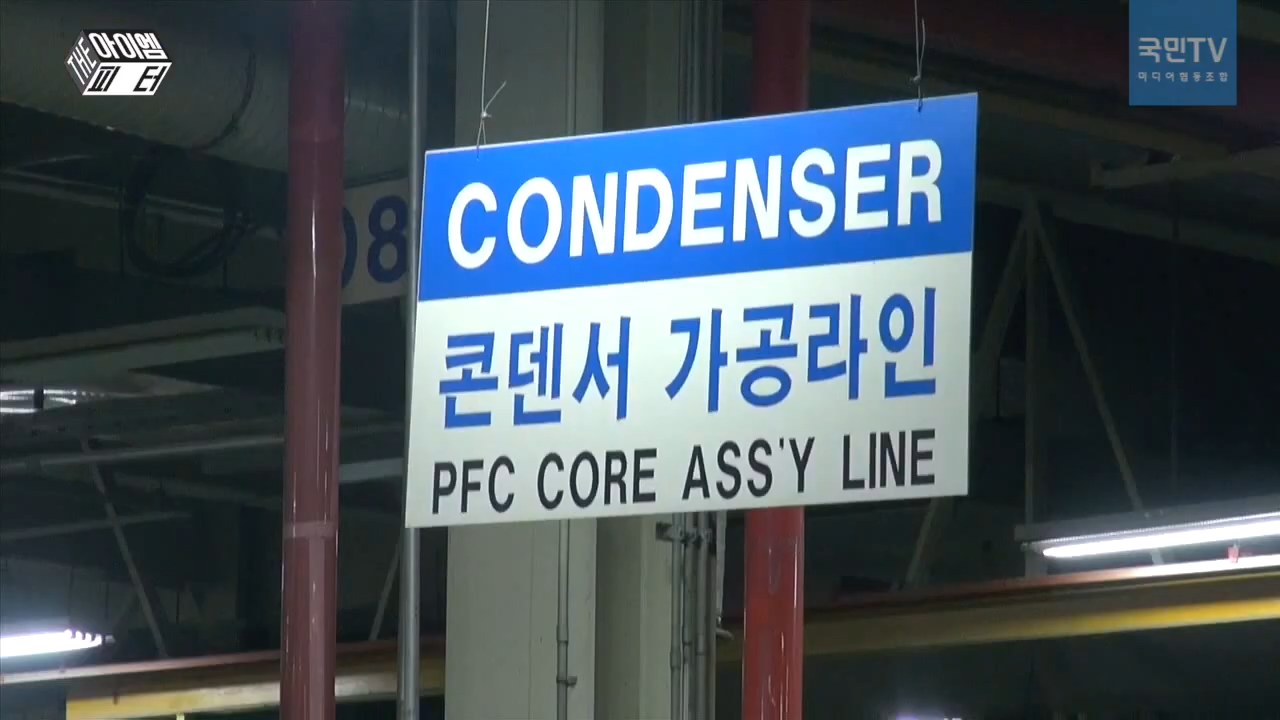 THE 아이엠
피터
국민TV
미디어협동조합
08
CONDENSER
콘덴서 가공라인
PFC CORE ASS'Y LINE